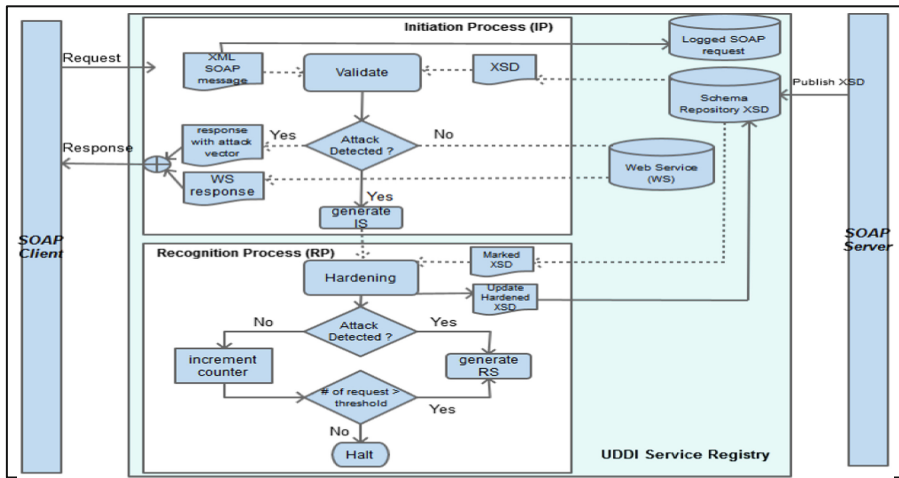 Initiation Process (IP)
Request
XML
SOAP
message
Validate
XSD
Logged SOAP
request
Publish XSD
Schema
Repository XSD
response
with attack
vector
Yes
Attack
Detected ?
No
Response
WS
response
Web Service
(WS)
Yes
generate
IS
SOAP
Client
SOAP
Server
Recognition Process (RP)
Marked
XSD
Hardening
Update
Hardened
XSD
No
Attack
Detected ?
Yes
increment
counter
generate
RS
# of request >
threshold
Yes
No
Halt
UDDI Service Registry